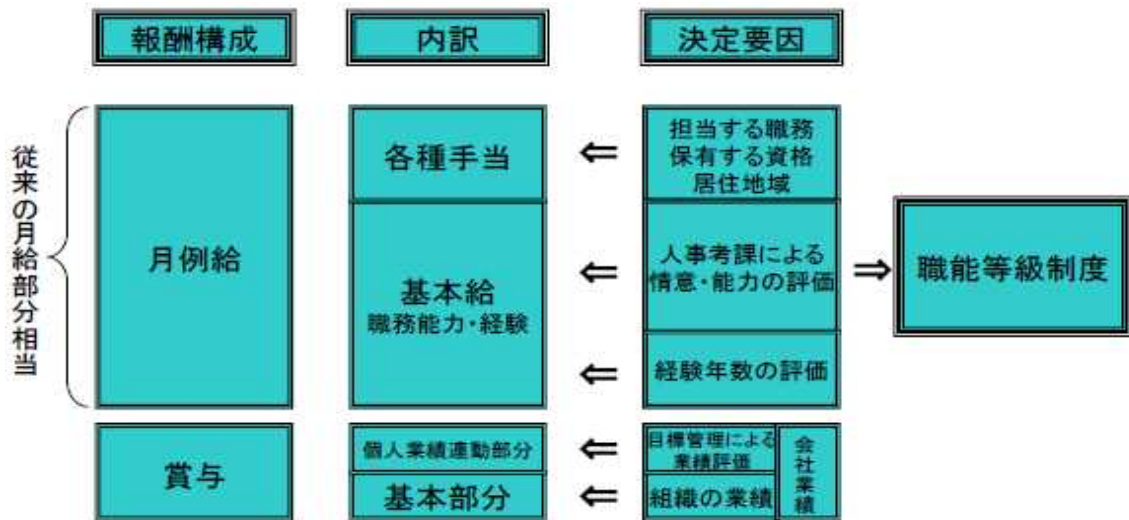 報酬構成
内訳
決定要因
従来の月給部分相当
月例給
各種手当
担当する職務
保有する資格
居住地域
基本給
職務能力・経験
人事考課による
情意・能力の評価
職能等級制度
経験年数の評価
賞与
個人業績連動部分
目標管理による
業績評価
会社業績
基本部分
組織の業績